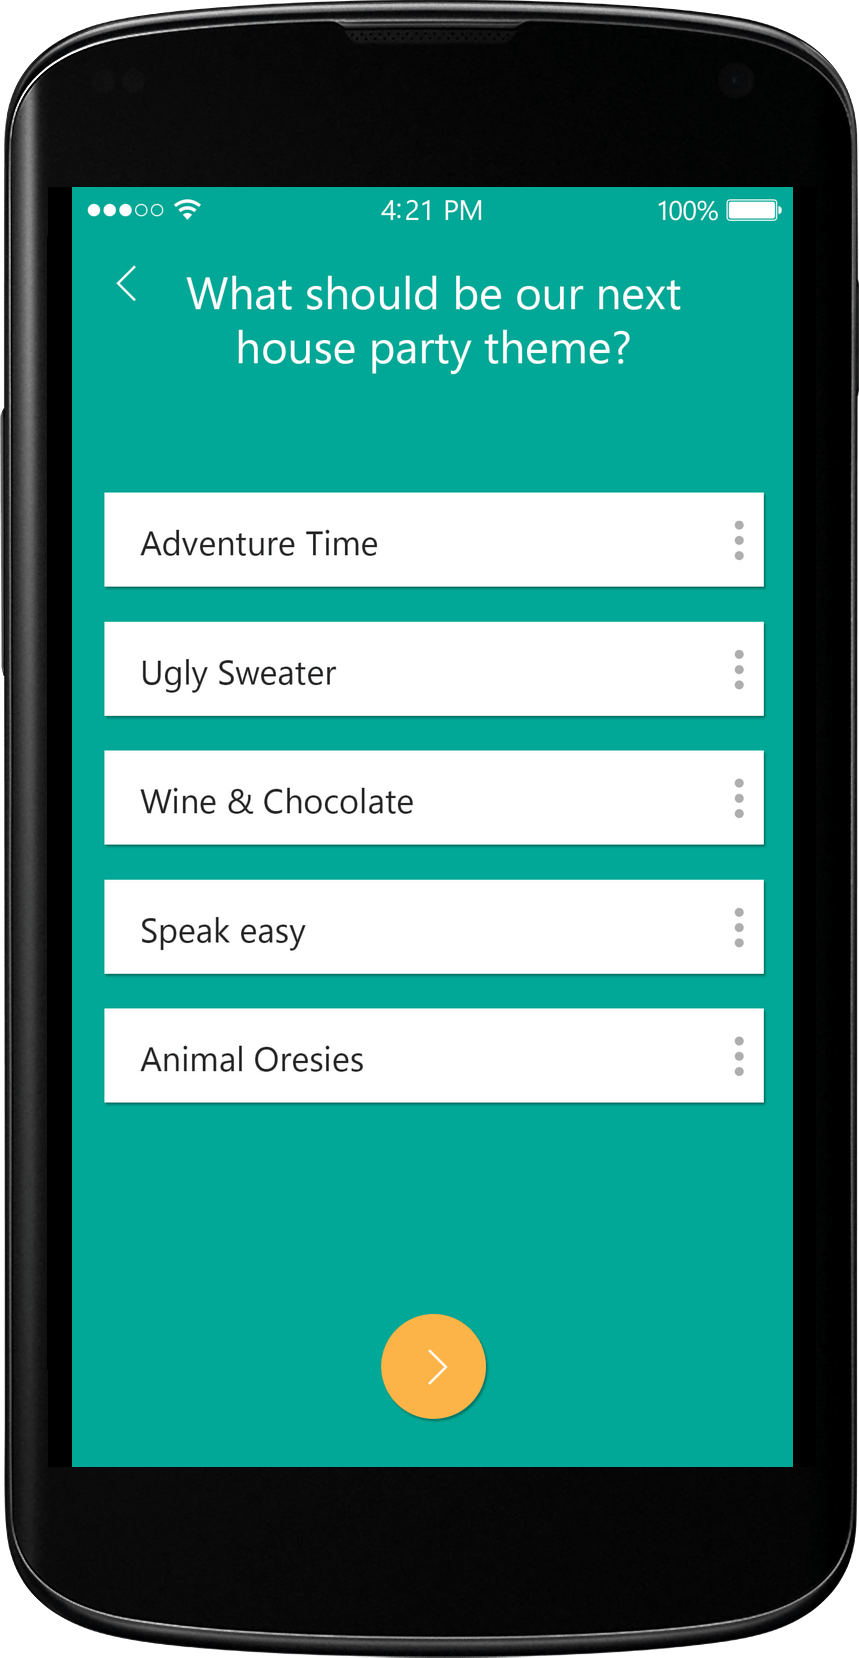 4:21 PM 100%
What should be our next
house party theme?
Adventure Time
Ugly Sweater
Wine & Chocolate
Speak easy
Animal Oresies